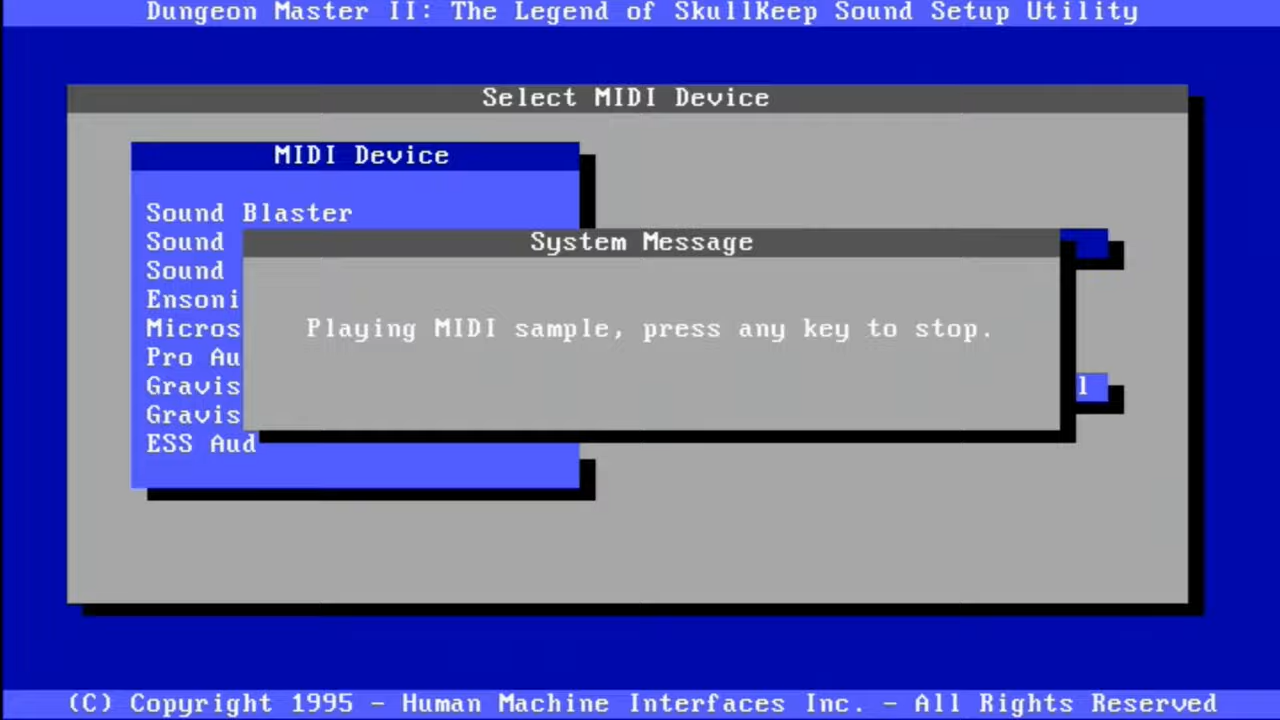 Dungeon Master II: The Legend of SkullKeep Sound Setup Utility
Select MIDI Device
MIDI Device
Sound Blaster
Sound
System Message
Sound
Ensoni
Micros
Playing MIDI sample, press any key to stop.
Pro Au
Gravis
l
Gravis
ESS Aud
(C) Copyright 1995 - Human Machine Interfaces Inc. - All Rights Reserved